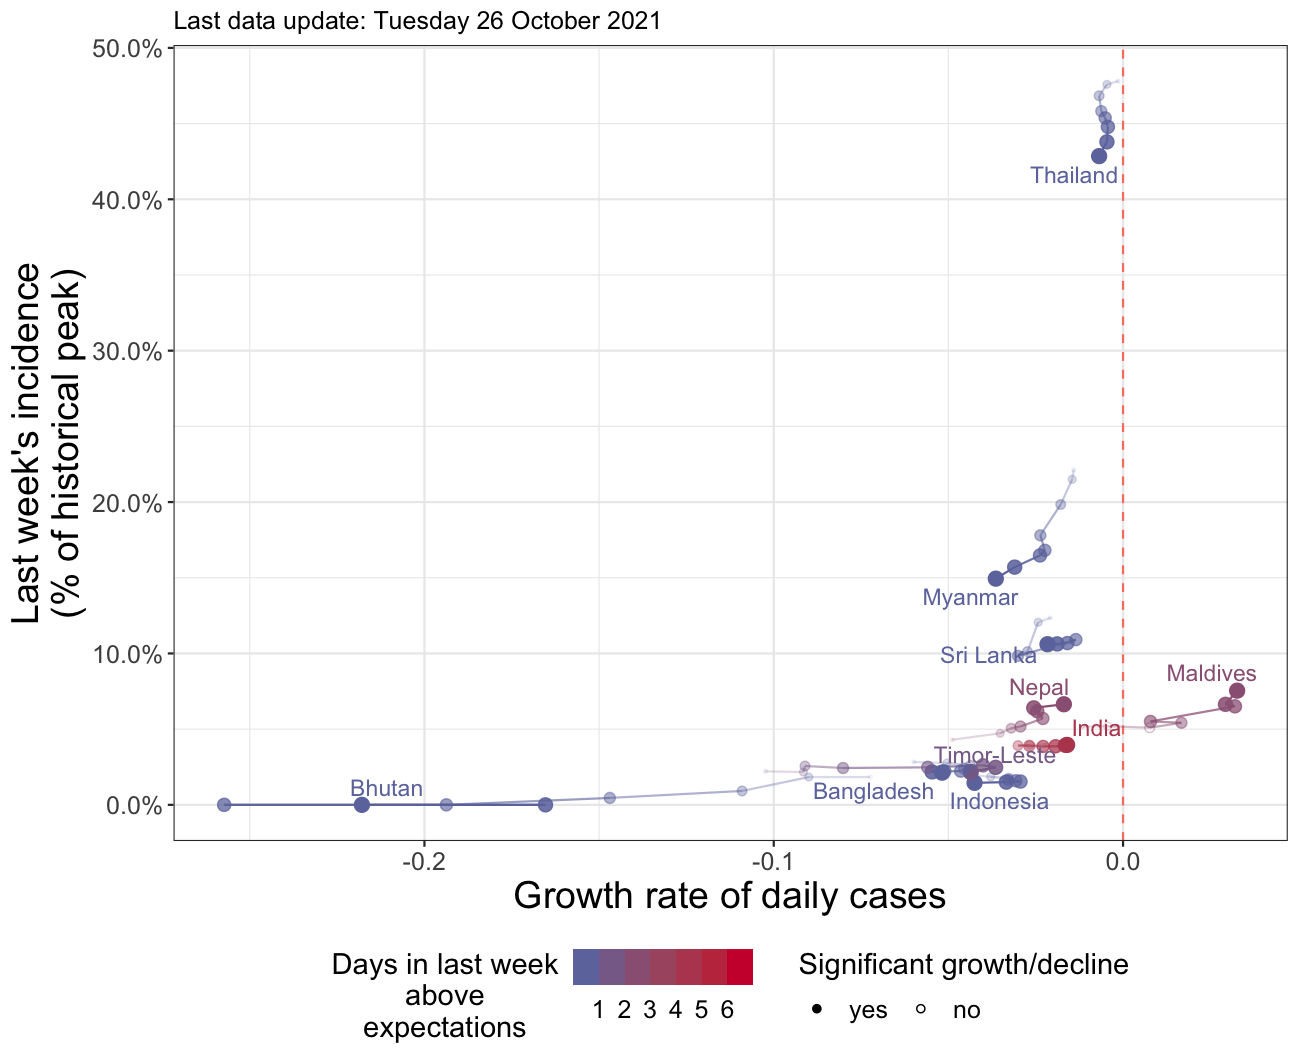 Last data update: Tuesday 26 October 2021
50.0%
40.0%
30.0%
20.0%
10.0%
0.0%
Last week's incidence
(% of historical peak)
Thailand
Myanmar
Sri Lanka
Nepal
Maldives
India
Timor-Leste
Bhutan
Bangladesh
Indonesia
-0.2
-0.1
0.0
Growth rate of daily cases
Days in last week
above
expectations
1 2 3 4 5 6
Significant growth/decline
yes no